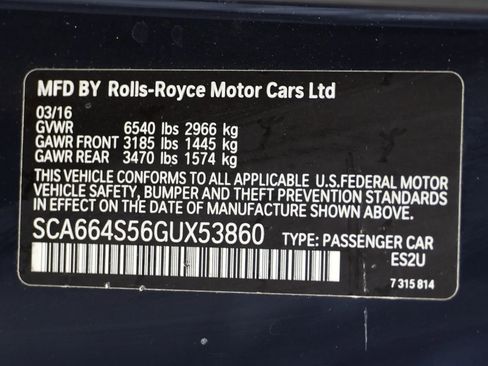 MFD BY Rolls-Royce Motor Cars Ltd
03/16
GVWR 6540 lbs 2966 kg
GAWR FRONT 3185 lbs 1445 kg
GAWR REAR 3470 lbs 1574 kg
THIS VEHICLE CONFORMS TO ALL APPLICABLE U.S.FEDERAL MOTOR
VEHICLE SAFETY, BUMPER AND THEFT PREVENTION STANDARDS
IN EFFECT ON THE DATE OF MANUFACTURE SHOWN ABOVE.
SCA664S56GUX53860 TYPE: PASSENGER CAR
ES2U
7 315 814